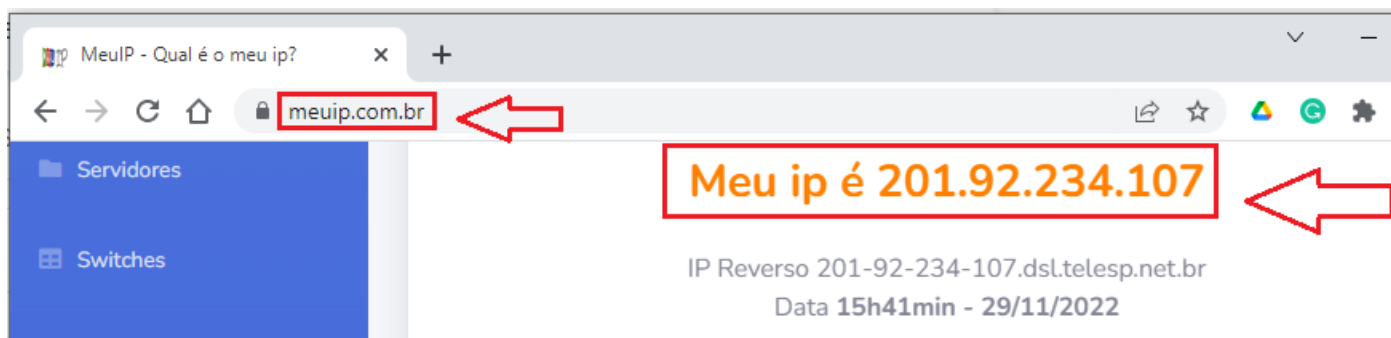 MeuIP - Qual é o meu ip?
meuip.com.br
Servidores
Meu ip é 201.92.234.107
Switches
IP Reverso 201-92-234-107.dsl.telesp.net.br
Data 15h41min - 29/11/2022